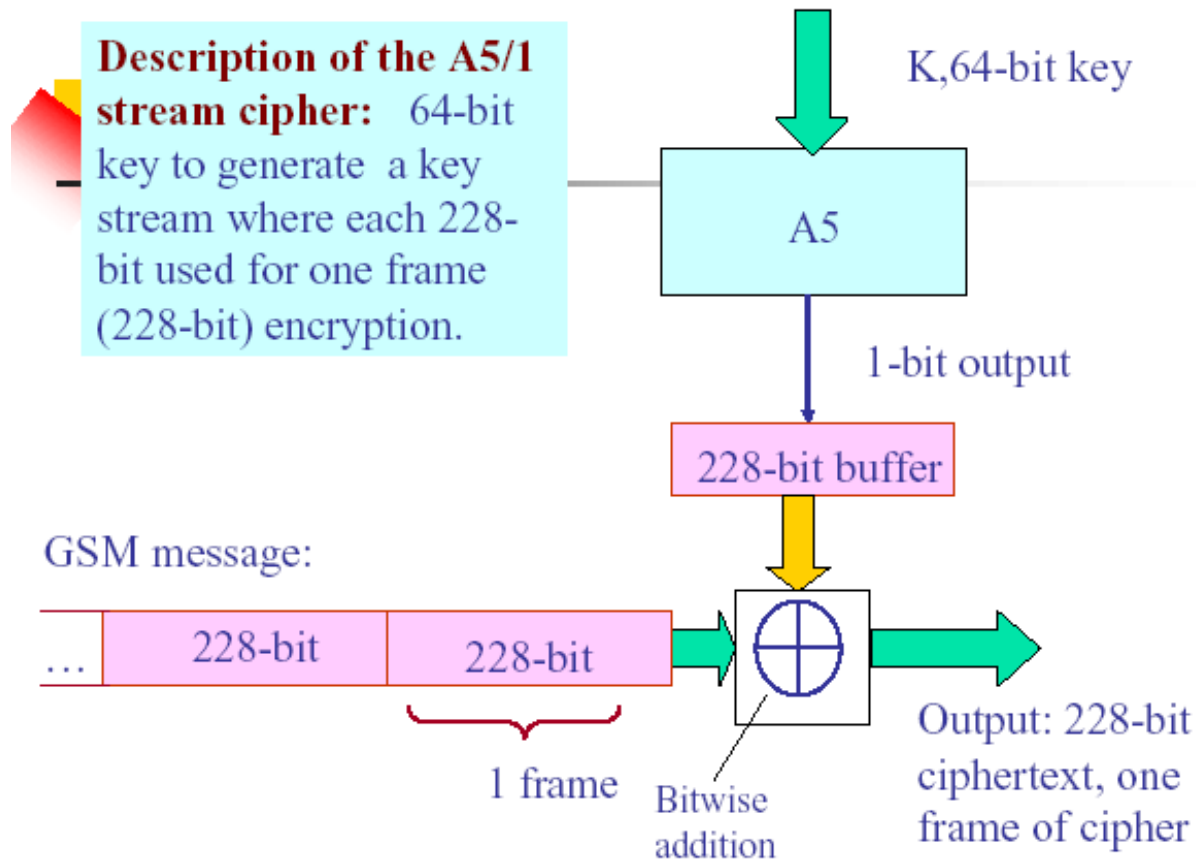 Description of the A5/1
stream cipher: 64-bit
key to generate a key
stream where each 228-
bit used for one frame
(228-bit) encryption.
K,64-bit key
A5
1-bit output
228-bit buffer
GSM message:
… 228-bit 228-bit
1 frame
Bitwise
addition
Output: 228-bit
ciphertext, one
frame of cipher